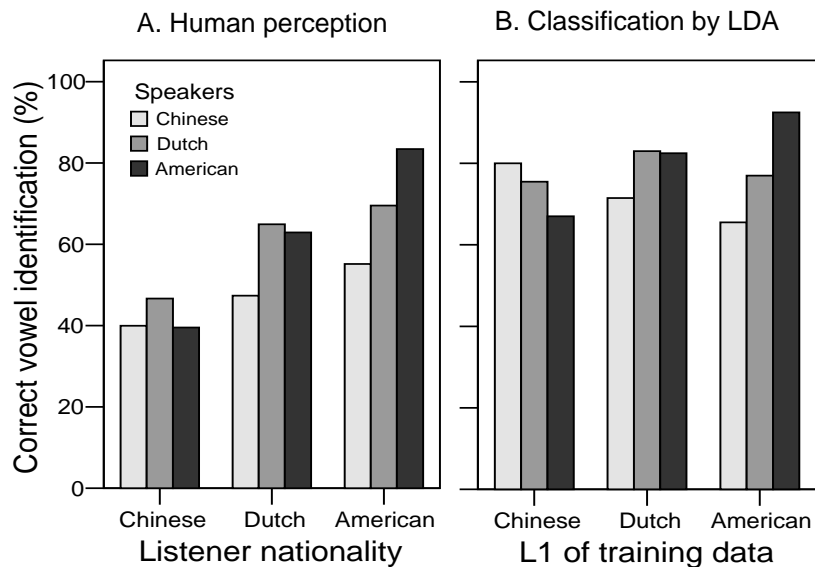 A. Human perception
B. Classification by LDA
Correct vowel identification (%)
100
80
60
40
20
0
Speakers
Chinese
Dutch
American
Chinese Dutch American
Listener nationality
Chinese Dutch American
L1 of training data